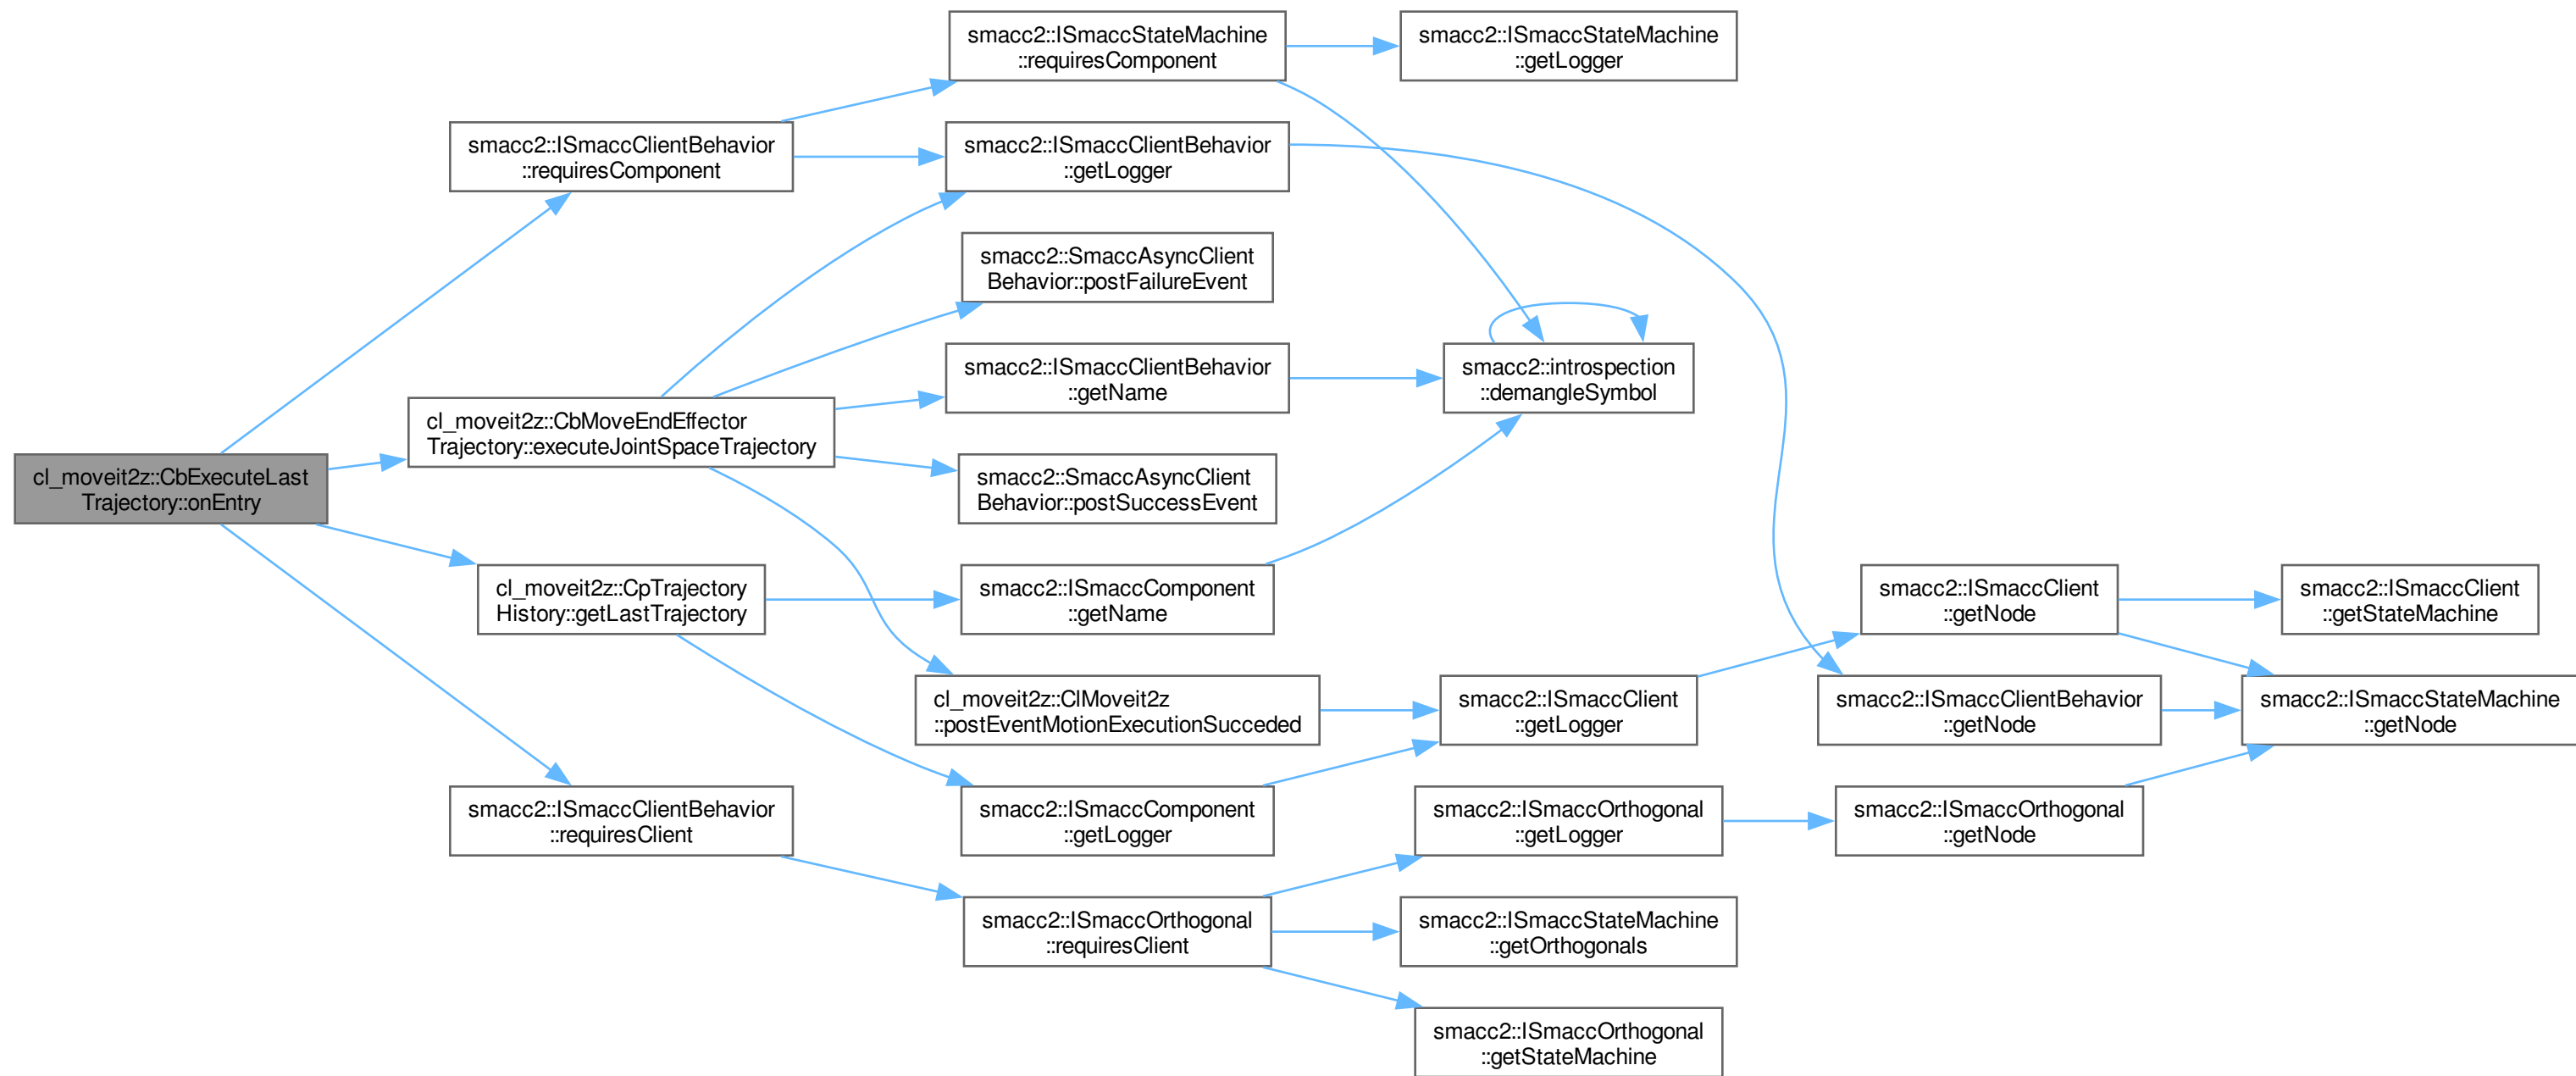 smacc2::ISmaccStateMachine
::requiresComponent
smacc2::ISmaccStateMachine
::getLogger
smacc2::ISmaccClientBehavior
::requiresComponent
smacc2::ISmaccClientBehavior
::getLogger
smacc2::SmaccAsyncClient
Behavior::postFailureEvent
smacc2::ISmaccClientBehavior
::getName
smacc2::introspection
::demangleSymbol
cl_moveit2z::CbMoveEndEffector
Trajectory::executeJointSpaceTrajectory
cl_moveit2z::CbExecuteLast
Trajectory::onEntry
smacc2::SmaccAsyncClient
Behavior::postSuccessEvent
cl_moveit2z::CpTrajectory
History::getLastTrajectory
smacc2::ISmaccComponent
::getName
smacc2::ISmaccClient
::getNode
smacc2::ISmaccClient
::getStateMachine
cl_moveit2z::ClMoveit2z
::postEventMotionExecutionSucceded
smacc2::ISmaccClient
::getLogger
smacc2::ISmaccClientBehavior
::getNode
smacc2::ISmaccStateMachine
::getNode
smacc2::ISmaccClientBehavior
::requiresClient
smacc2::ISmaccComponent
::getLogger
smacc2::ISmaccOrthogonal
::getLogger
smacc2::ISmaccOrthogonal
::getNode
smacc2::ISmaccOrthogonal
::requiresClient
smacc2::ISmaccStateMachine
::getOrthogonals
smacc2::ISmaccOrthogonal
::getStateMachine